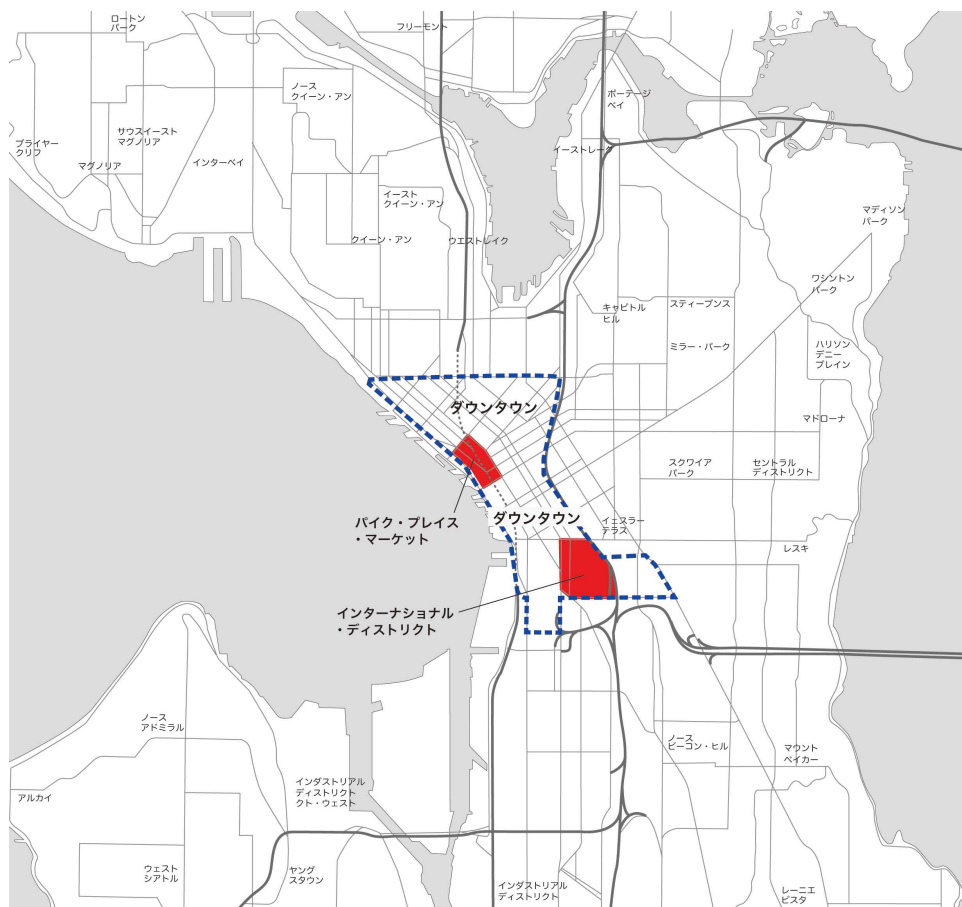 ロートン
パーク
フリーモント
ノース
クイーン・アン
ポーテージ
ベイ
サウスイースト
マグノリア
ブライヤー
クリフ
マグノリア
インターベイ
イーストレーク
イースト
クイーン・アン
クイーン・アン
ウエストレイク
マディソン
パーク
ワシントン
パーク
スティーブンス
キャピトル
ヒル
ミラー・パーク
ハリソン
デニー
ブレイン
ダウンタウン
マドローナ
スクワイア
パーク
セントラル
ディストリクト
パイク・プレイス
・マーケット
ダウンタウン
イェスラー
テラス
レスキ
インターナショナル
・ディストリクト
ノース
アドミラル
ノース
ビーコン・ヒル
マウント
ベイカー
アルカイ
インダストリアル
ディストリクト
クト・ウェスト
ウェスト
シアトル
ヤング
スタウン
インダストリアル
ディストリクト
レーニエ
ビスタ